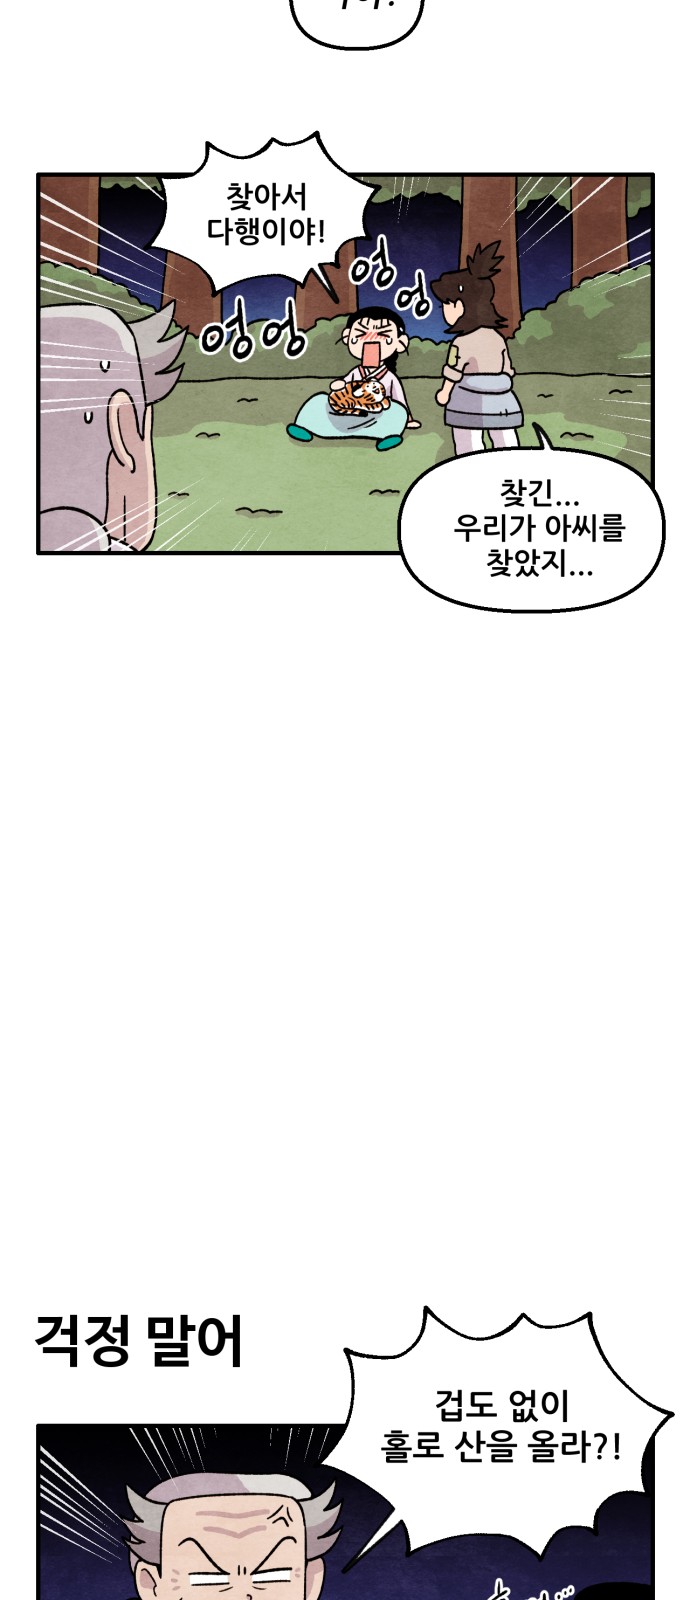 찾아서
다행이야!
엉
엉
엉엉
찾긴...
우리가 아씨를
찾았지...
걱정 말어
겁도 없이
홀로 산을 올라?!